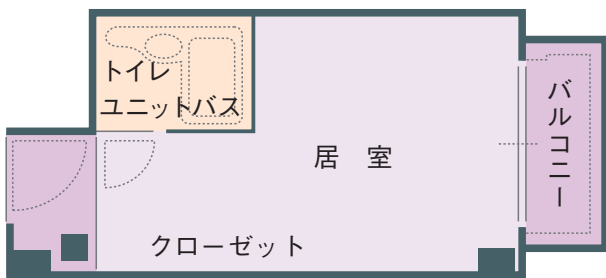 トイレ
ユニットバス
居 室
バルコニー
クローゼット